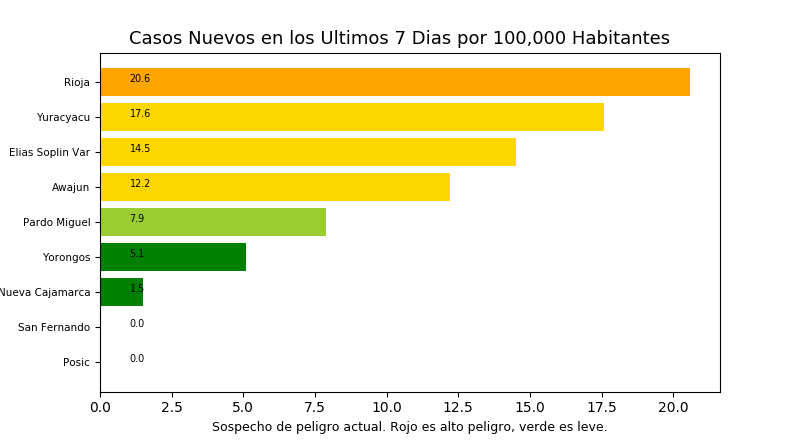 Casos Nuevos en los Ultimos 7 Dias por 100,000 Habitantes
Rioja 20.6
Yuracyacu 17.6
Elias Soplin Var 14.5
Awajun 12.2
Pardo Miguel 7.9
Yorongos 5.1
Nueva Cajamarca 1.5
San Fernando 0.0
Posic 0.0
0.0 2.5 5.0 7.5 10.0 12.5 15.0 17.5 20.0
Sospecho de peligro actual. Rojo es alto peligro, verde es leve.